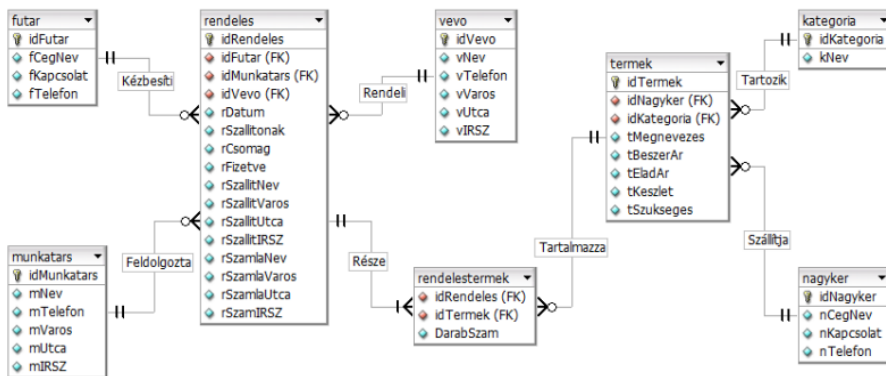 futar
idFutar
fCegNev
fKapcsolat
fTelefon
Kézbesíti
rendeles
idRendeles
idFutar (FK)
idMunkatars (FK)
idVevo (FK)
rDatum
rSzallitonak
rCsomag
rFizetve
rSzallitNev
rSzallitVaros
rSzallitUtca
rSzallitIRSZ
rSzamlaNev
rSzamlaVaros
rSzamlaUtca
rSzamIRSZ
vevo
idVevo
vNev
vTelefon
vVaros
vUtca
vIRSZ
Rendeli
termek
idTermek
idNagyker (FK)
idKategoria (FK)
tMegnevezes
tBeszerAr
tEladAr
tKeszlet
tSzukseges
kategoria
idKategoria
kNev
Tartozik
munkatars
idMunkatars
mNev
mTelefon
mVaros
mUtca
mIRSZ
Feldolgozta
Része
rendelestermek
idRendeles (FK)
idTermek (FK)
DarabSzam
Tartalmazza
Szállítja
nagyker
idNagyker
nCegNev
nKapcsolat
nTelefon